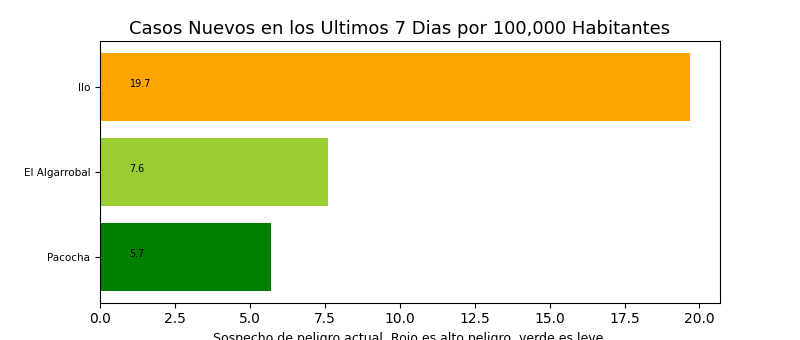 Casos Nuevos en los Ultimos 7 Dias por 100,000 Habitantes
Ilo
19.7
El Algarrobal
7.6
Pacocha
5.7
0.0 2.5 5.0 7.5 10.0 12.5 15.0 17.5 20.0
Sospecho de peligro actual. Rojo es alto peligro, verde es leve